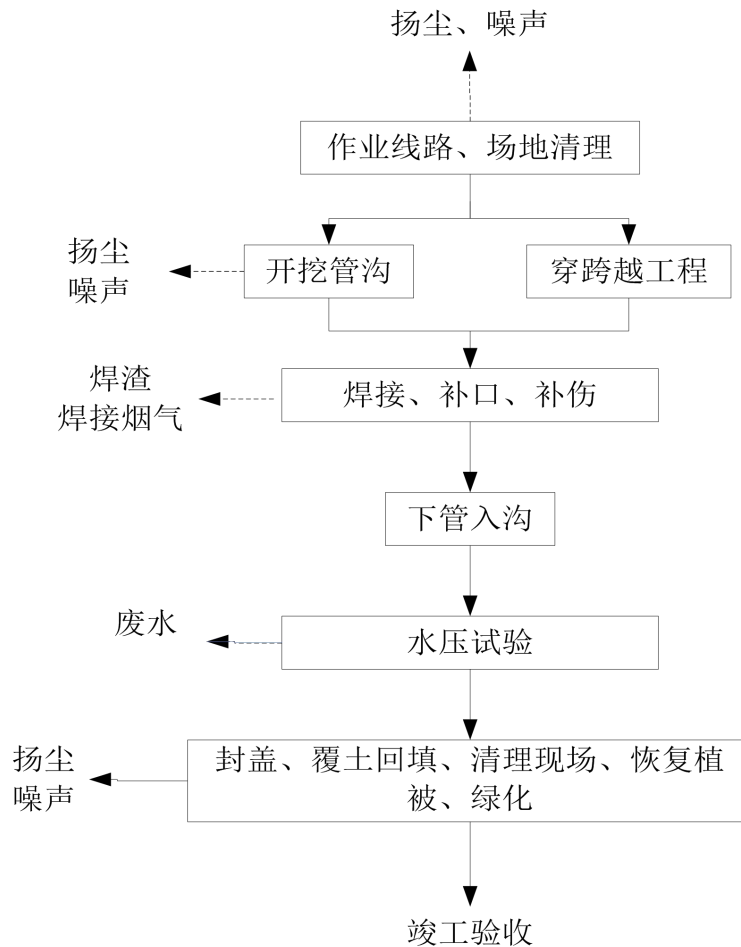 扬尘、噪声
作业线路、场地清理
扬尘
噪声
开挖管沟
穿跨越工程
焊渣
焊接烟气
焊接、补口、补伤
下管入沟
废水
水压试验
扬尘
噪声
封盖、覆土回填、清理现场、恢复植
被、绿化
竣工验收